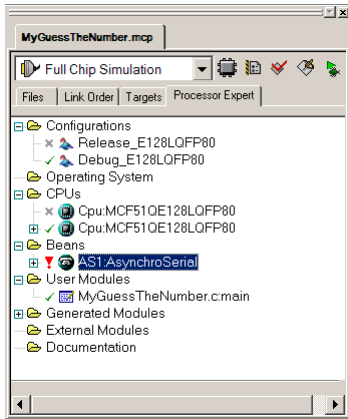 MyGuessTheNumber.mcp
Full Chip Simulation
Files Link Order Targets Processor Expert
Configurations
Release_E128LQFP80
Debug_E128LQFP80
Operating System
CPUs
Cpu:MCF51QE128LQFP80
Cpu:MCF51QE128LQFP80
Beans
AS1:AsynchroSerial
User Modules
MyGuessTheNumber.c:main
Generated Modules
External Modules
Documentation